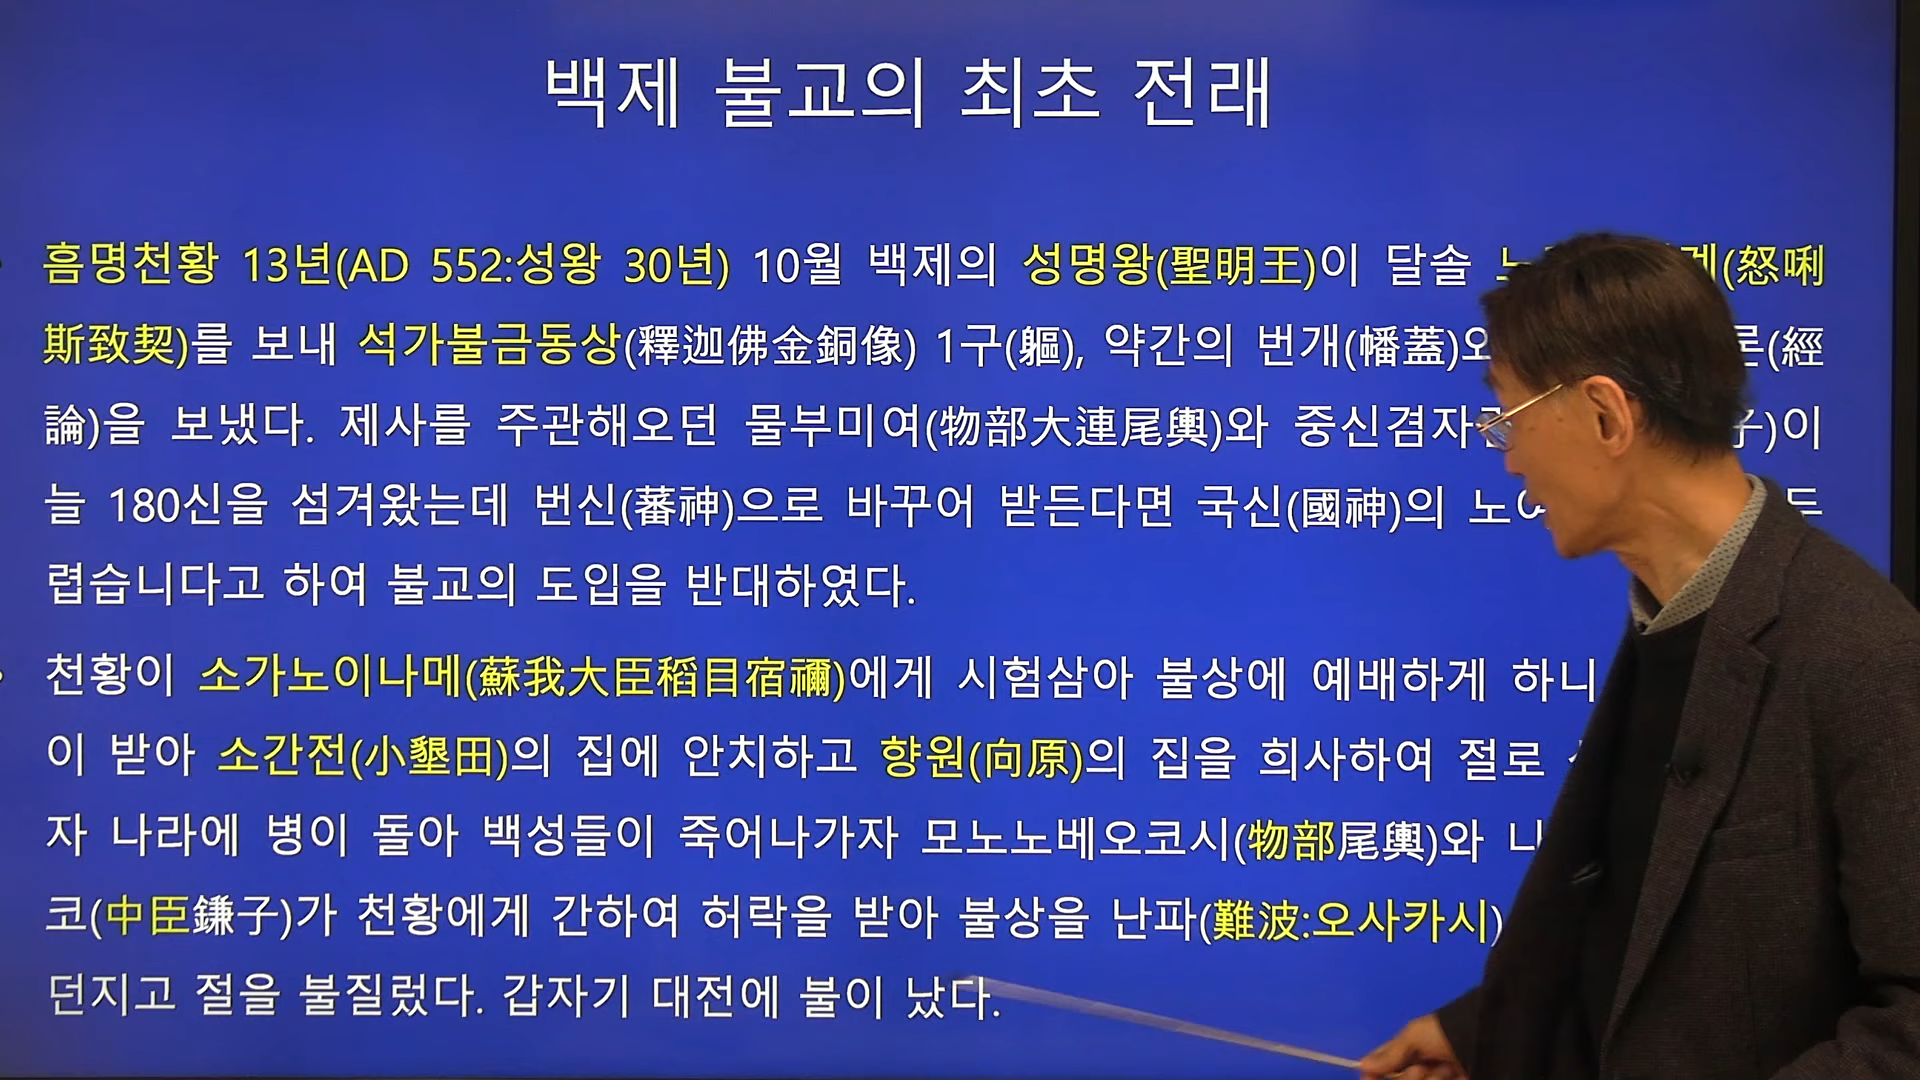 백제 불교의 최초 전래
흠명천황 13년(AD 552:성왕 30년) 10월 백제의 성명왕(聖明王)이 달솔 (怒唎
斯致契)를 보내 석가불금동상(釋迦佛金銅像) 1구(軀), 약간의 번개(幡蓋)와 론(經
論)을 보냈다. 제사를 주관해오던 물부미여(物部大連尾輿)와 중신겸자 子)이
늘 180신을 섬겨왔는데 번신(蕃神)으로 바꾸어 받든다면 국신(國神)의 두
렵습니다고 하여 불교의 도입을 반대하였다.
천황이 소가노이나메(蘇我大臣稻目宿禰)에게 시험삼아 불상에 예배하게 하니
이 받아 소간전(小墾田)의 집에 안치하고 향원(向原)의 집을 희사하여 절로
자 나라에 병이 돌아 백성들이 죽어나가자 모노노베오코시(物部尾輿)와
코(中臣鎌子)가 천황에게 간하여 허락을 받아 불상을 난파(難波:오사카시)
던지고 절을 불질렀다. 갑자기 대전에 불이 났다.